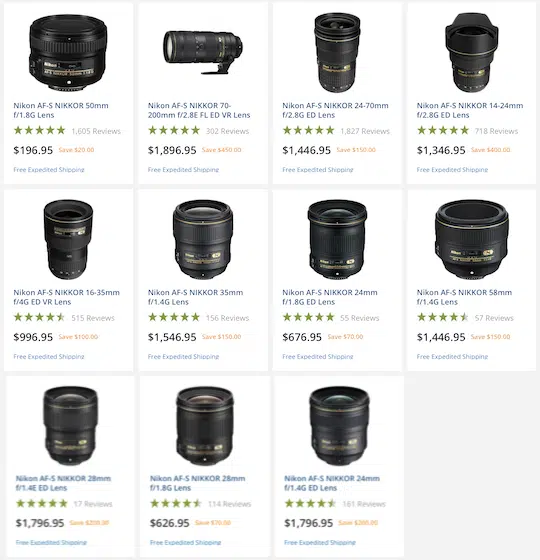 Nikon AF-S NIKKOR 50mm
f/1.8G Lens
1,605 Reviews
$196.95 Save $20.00
Free Expedited Shipping
Nikon AF-S NIKKOR 70-
200mm f/2.8E FL ED VR Lens
302 Reviews
$1,896.95 Save $450.00
Free Expedited Shipping
Nikon AF-S NIKKOR 24-70mm
f/2.8G ED Lens
1,827 Reviews
$1,446.95 Save $150.00
Free Expedited Shipping
Nikon AF-S NIKKOR 14-24mm
f/2.8G ED Lens
718 Reviews
$1,346.95 Save $400.00
Free Expedited Shipping
Nikon AF-S NIKKOR 16-35mm
f/4G ED VR Lens
515 Reviews
$996.95 Save $100.00
Free Expedited Shipping
Nikon AF-S NIKKOR 35mm
f/1.4G Lens
156 Reviews
$1,546.95 Save $150.00
Free Expedited Shipping
Nikon AF-S NIKKOR 24mm
f/1.8G ED Lens
55 Reviews
$676.95 Save $70.00
Free Expedited Shipping
Nikon AF-S NIKKOR 58mm
f/1.4G Lens
57 Reviews
$1,446.95 Save $150.00
Free Expedited Shipping
Nikon AF-S NIKKOR 28mm
f/1.4E ED Lens
17 Reviews
$1,796.95 Save $200.00
Free Expedited Shipping
Nikon AF-S NIKKOR 28mm
f/1.8G Lens
114 Reviews
$626.95 Save $70.00
Free Expedited Shipping
Nikon AF-S NIKKOR 24mm
f/1.4G ED Lens
161 Reviews
$1,796.95 Save $200.00
Free Expedited Shipping